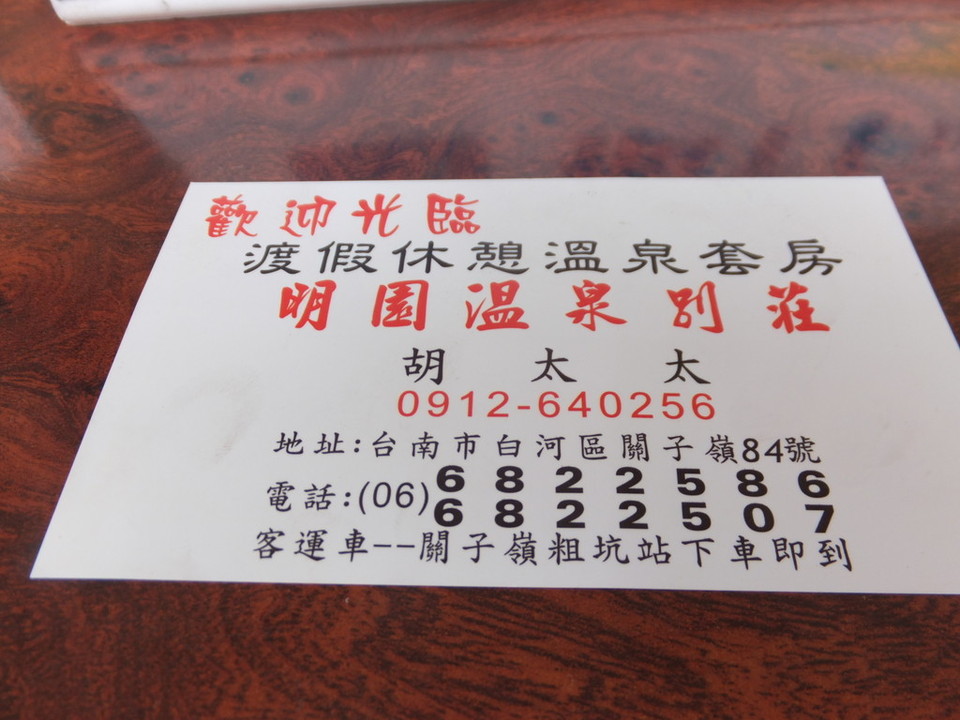 歡迎光臨
渡假休憩溫泉套房
明園溫泉別莊
胡太太
0912-640256
地址:台南市白河區關子嶺84號
電話:(06)6822586
6822507
客運車--關子嶺粗坑站下車即到